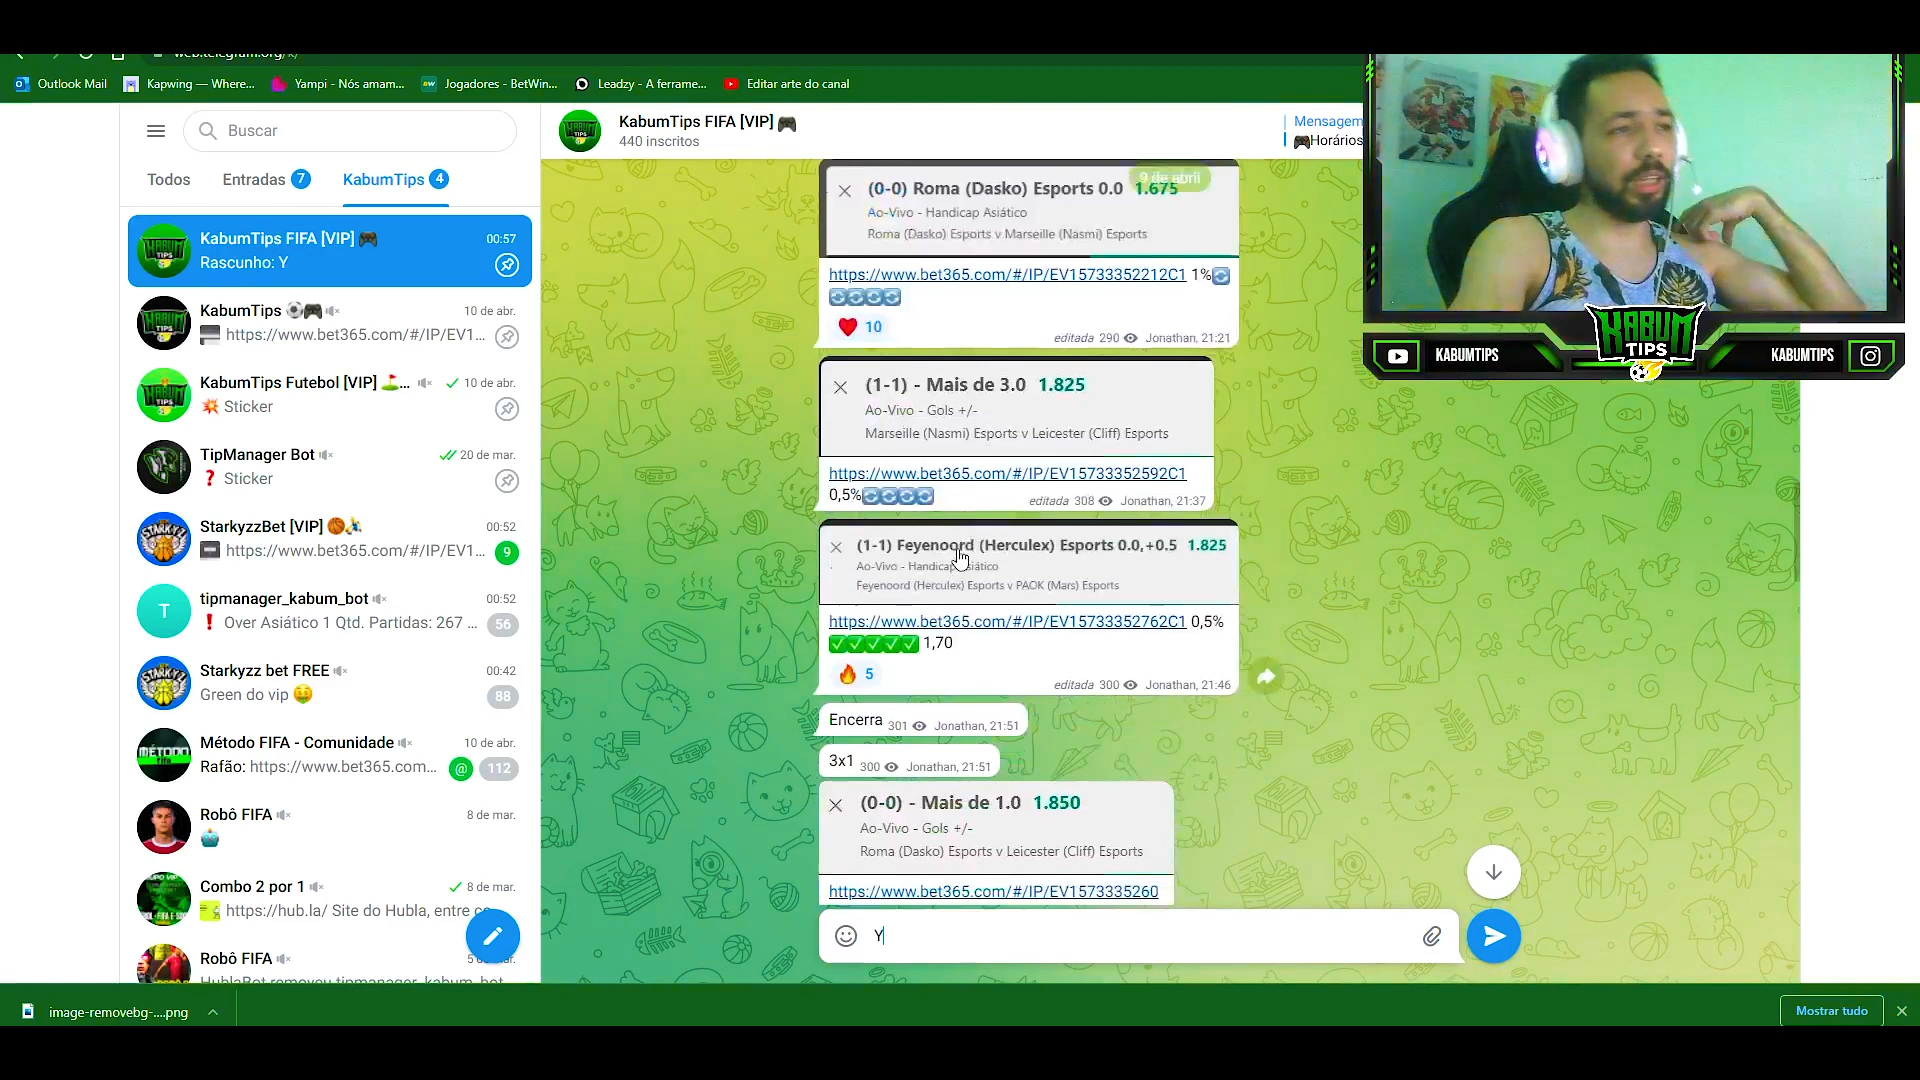 Outlook Mail
Kapwing — Where...
Yampi - Nós amam...
Jogadores - BetWin...
Leadzy - A ferrame...
Editar arte do canal
Buscar
Todos
Entradas 7
KabumTips 4
KabumTips FIFA [VIP] 🎮
00:57
Rascunho: Y
KabumTips ⚽🎮
10 de abr.
https://www.bet365.com/#/IP/EV1...
KabumTips Futebol [VIP] ⛳...
10 de abr.
💥 Sticker
TipManager Bot
20 de mar.
❓ Sticker
StarkyzzBet [VIP] 🏀
00:52
https://www.bet365.com/#/IP/EV1...
9
T
tipmanager_kabum_bot
00:52
❗ Over Asiático 1 Qtd. Partidas: 267 ...
56
Starkyzz bet FREE
00:42
Green do vip 🤑
88
Método FIFA - Comunidade
10 de abr.
Rafão: https://www.bet365.com...
@ 112
Robô FIFA
8 de mar.
Combo 2 por 1
8 de mar.
https://hub.la/ Site do Hubla, entre c
Robô FIFA
HublaBot removeu tipmanager_kabum_bot
KabumTips FIFA [VIP] 🎮
440 inscritos
Mensagem
🎮Horários
9 de abril
(0-0) Roma (Dasko) Esports 0.0 1.675
Ao-Vivo - Handicap Asiático
Roma (Dasko) Esports v Marseille (Nasmi) Esports
https://www.bet365.com/#/IP/EV15733352212C1 1%🔄
🔄🔄🔄🔄
❤️ 10
editada 290 Jonathan, 21:21
(1-1) - Mais de 3.0 1.825
Ao-Vivo - Gols +/-
Marseille (Nasmi) Esports v Leicester (Cliff) Esports
https://www.bet365.com/#/IP/EV15733352592C1
0,5%🔄🔄🔄🔄
editada 308 Jonathan, 21:37
(1-1) Feyenoord (Herculex) Esports 0.0,+0.5 1.825
Ao-Vivo - Handicap Asiático
Feyenoord (Herculex) Esports v PAOK (Mars) Esports
https://www.bet365.com/#/IP/EV15733352762C1 0,5%
✅✅✅✅✅ 1,70
🔥 5
editada 300 Jonathan, 21:46
Encerra 301 Jonathan, 21:51
3x1 300 Jonathan, 21:51
(0-0) - Mais de 1.0 1.850
Ao-Vivo - Gols +/-
Roma (Dasko) Esports v Leicester (Cliff) Esports
https://www.bet365.com/#/IP/EV1573335260
Y
KABUMTIPS
KABUM
TIPS
KABUMTIPS
image-removebg-....png
Mostrar tudo